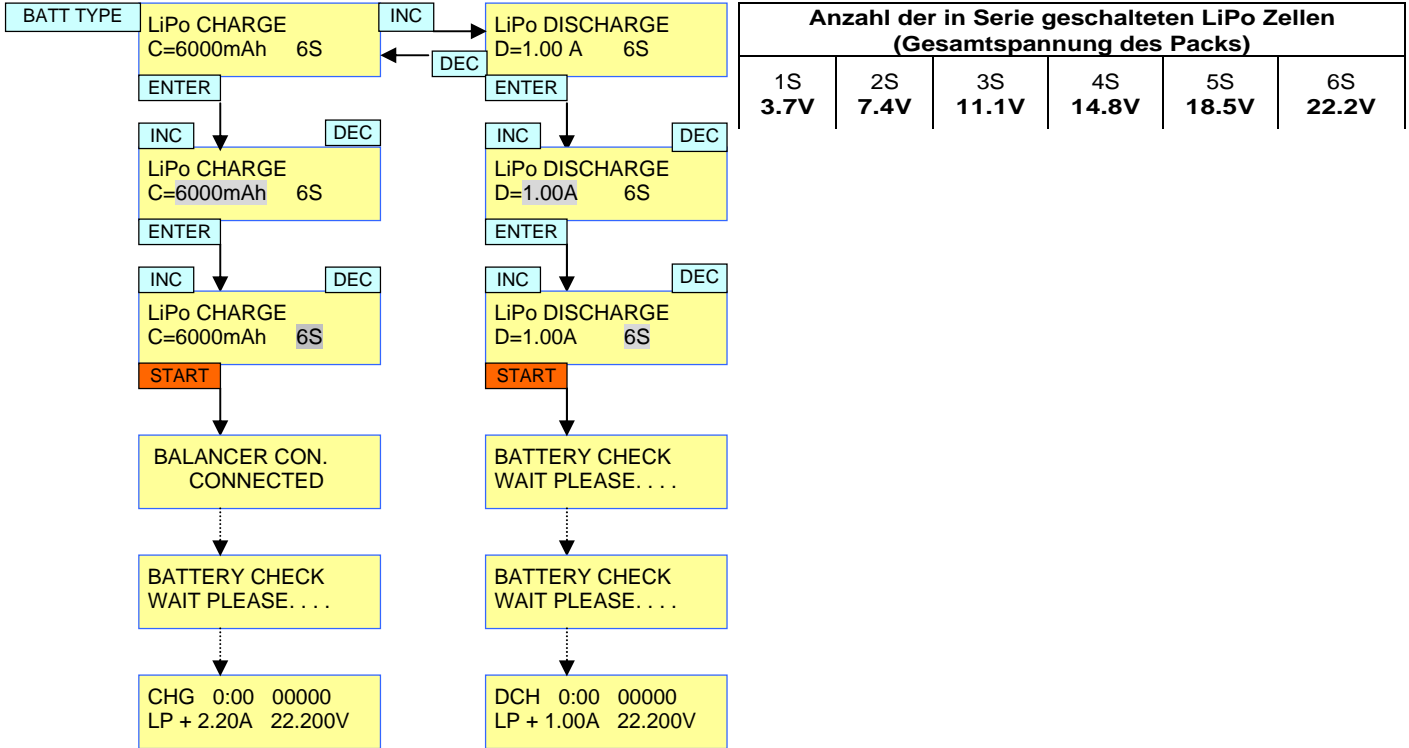 BATT TYPE
LiPo CHARGE
C=6000mAh 6S
INC
DEC
LiPo DISCHARGE
D=1.00 A 6S
ENTER
ENTER
INC
DEC
LiPo CHARGE
C=6000mAh 6S
INC
DEC
LiPo DISCHARGE
D=1.00A 6S
ENTER
ENTER
INC
DEC
LiPo CHARGE
C=6000mAh 6S
INC
DEC
LiPo DISCHARGE
D=1.00A 6S
START
START
BALANCER CON.
CONNECTED
BATTERY CHECK
WAIT PLEASE. . . .
BATTERY CHECK
WAIT PLEASE. . . .
BATTERY CHECK
WAIT PLEASE. . . .
CHG 0:00 00000
LP + 2.20A 22.200V
DCH 0:00 00000
LP + 1.00A 22.200V
Anzahl der in Serie geschalteten LiPo Zellen
(Gesamtspannung des Packs)
1S 2S 3S 4S 5S 6S
3.7V 7.4V 11.1V 14.8V 18.5V 22.2V